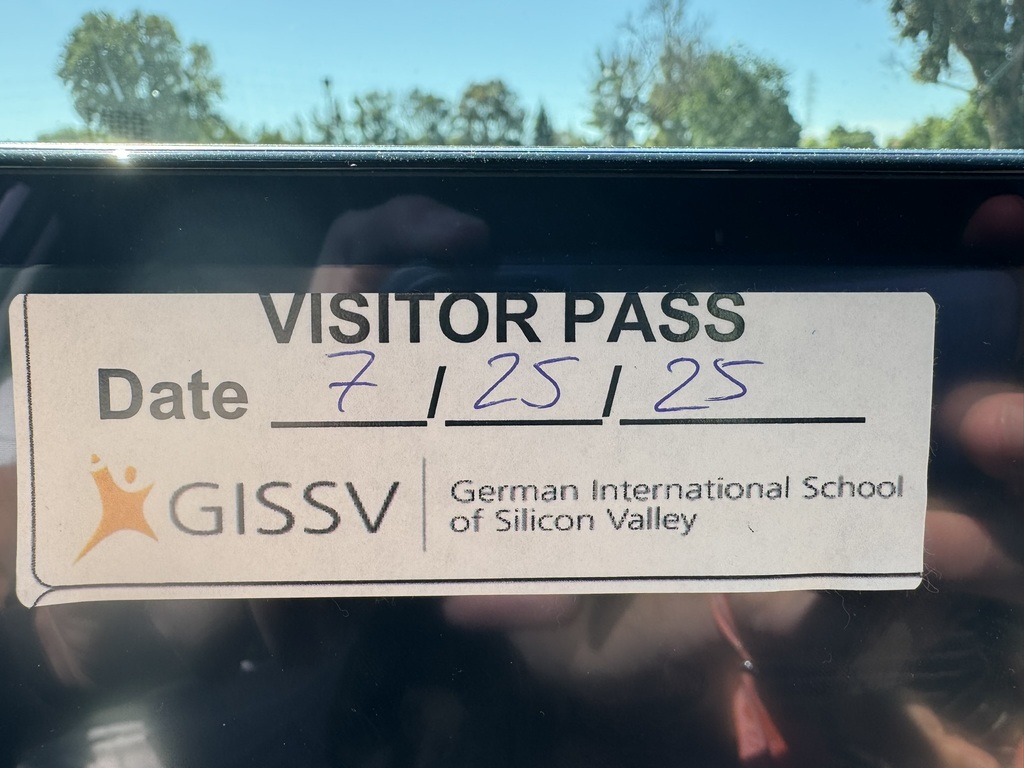 VISITOR PASS
Date 7 / 25 / 25
GISSV
German International School
of Silicon Valley